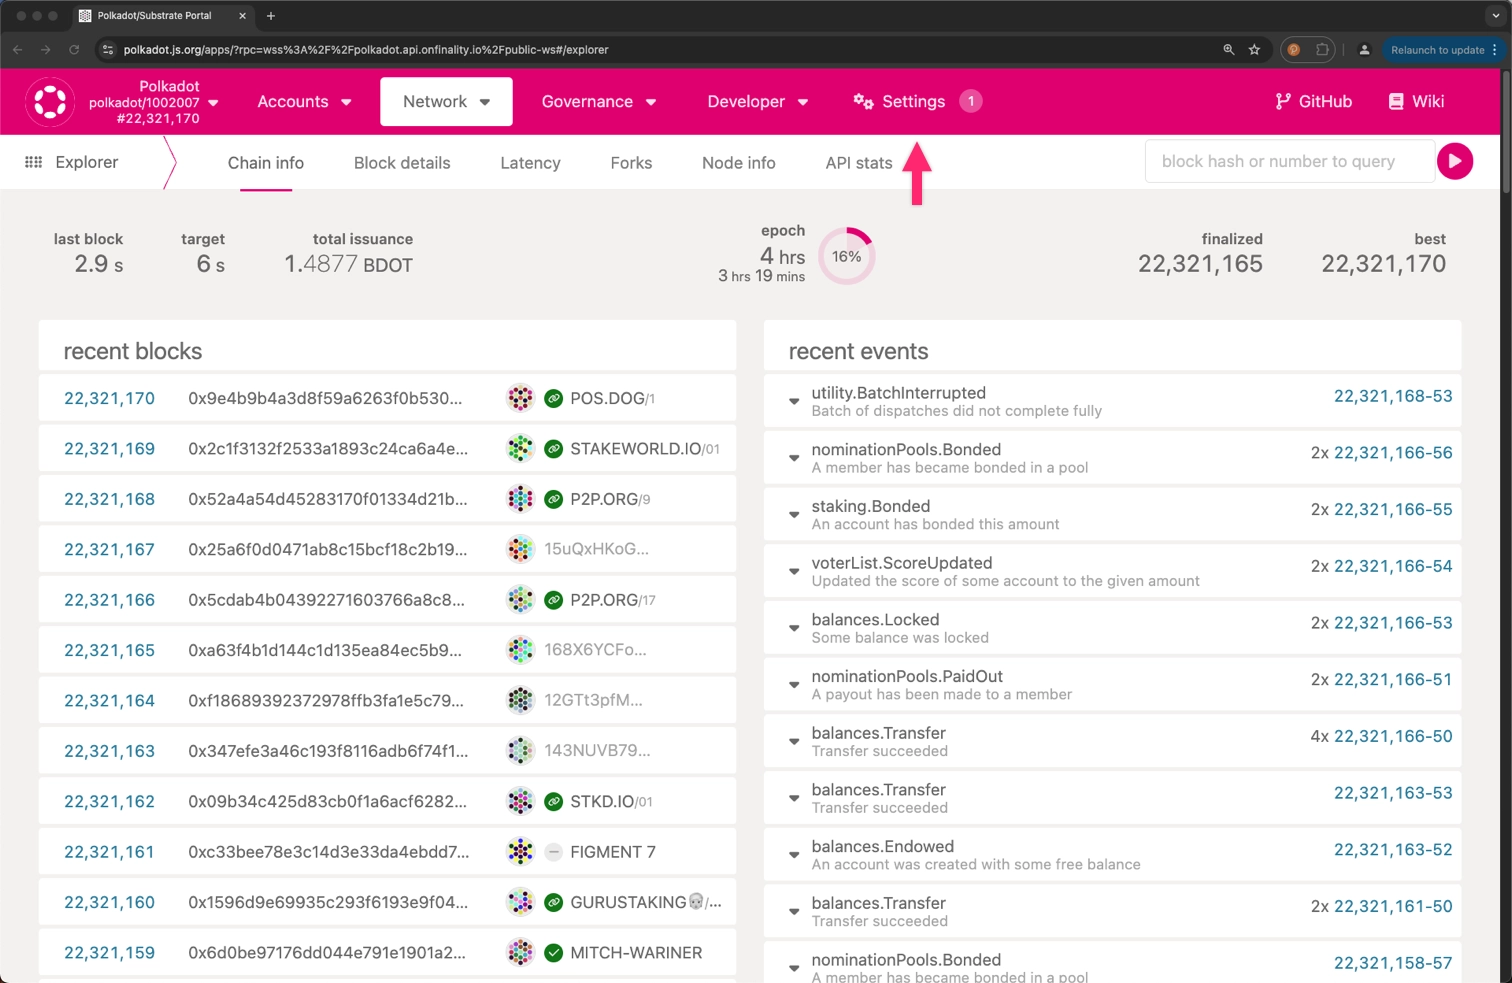 Polkadot/Substrate Portal
polkadot.js.org/apps/?rpc=wss%3A%2F%2Fpolkadot.api.onfinality.io%2Fpublic-ws#/explorer
Relaunch to update
Polkadot
polkadot/1002007
#22,321,170
Accounts
Network
Governance
Developer
Settings
1
GitHub
Wiki
Explorer
Chain info
Block details
Latency
Forks
Node info
API stats
block hash or number to query
last block
2.9 s
target
6 s
total issuance
1.4877 BDOT
epoch
4 hrs
3 hrs 19 mins
16%
finalized
22,321,165
best
22,321,170
recent blocks
22,321,170 0x9e4b9b4a3d8f59a6263f0b530... POS.DOG/1
22,321,169 0x2c1f3132f2533a1893c24ca6a4e... STAKEWORLD.IO/01
22,321,168 0x52a4a54d45283170f01334d21b... P2P.ORG/9
22,321,167 0x25a6f0d0471ab8c15bcf18c2b19... 15uQxHKoG...
22,321,166 0x5cdab4b04392271603766a8c8... P2P.ORG/17
22,321,165 0xa63f4b1d144c1d135ea84ec5b9... 168X6YCFo...
22,321,164 0xf18689392372978ffb3fa1e5c79... 12GTt3pfM...
22,321,163 0x347efe3a46c193f8116adb6f74f1... 143NUVB79...
22,321,162 0x09b34c425d83cb0f1a6acf6282... STKD.IO/01
22,321,161 0xc33bee78e3c14d3e33da4ebdd7... FIGMENT 7
22,321,160 0x1596d9e69935c293f6193e9f04... GURUSTAKING/...
22,321,159 0x6d0be97176dd044e791e1901a2... MITCH-WARINER
recent events
utility.BatchInterrupted 22,321,168-53
Batch of dispatches did not complete fully
nominationPools.Bonded 2x 22,321,166-56
A member has became bonded in a pool
staking.Bonded 2x 22,321,166-55
An account has bonded this amount
voterList.ScoreUpdated 2x 22,321,166-54
Updated the score of some account to the given amount
balances.Locked 2x 22,321,166-53
Some balance was locked
nominationPools.PaidOut 2x 22,321,166-51
A payout has been made to a member
balances.Transfer 4x 22,321,166-50
Transfer succeeded
balances.Transfer 22,321,163-53
Transfer succeeded
balances.Endowed 22,321,163-52
An account was created with some free balance
balances.Transfer 2x 22,321,161-50
Transfer succeeded
nominationPools.Bonded 22,321,158-57
A member has became bonded in a pool